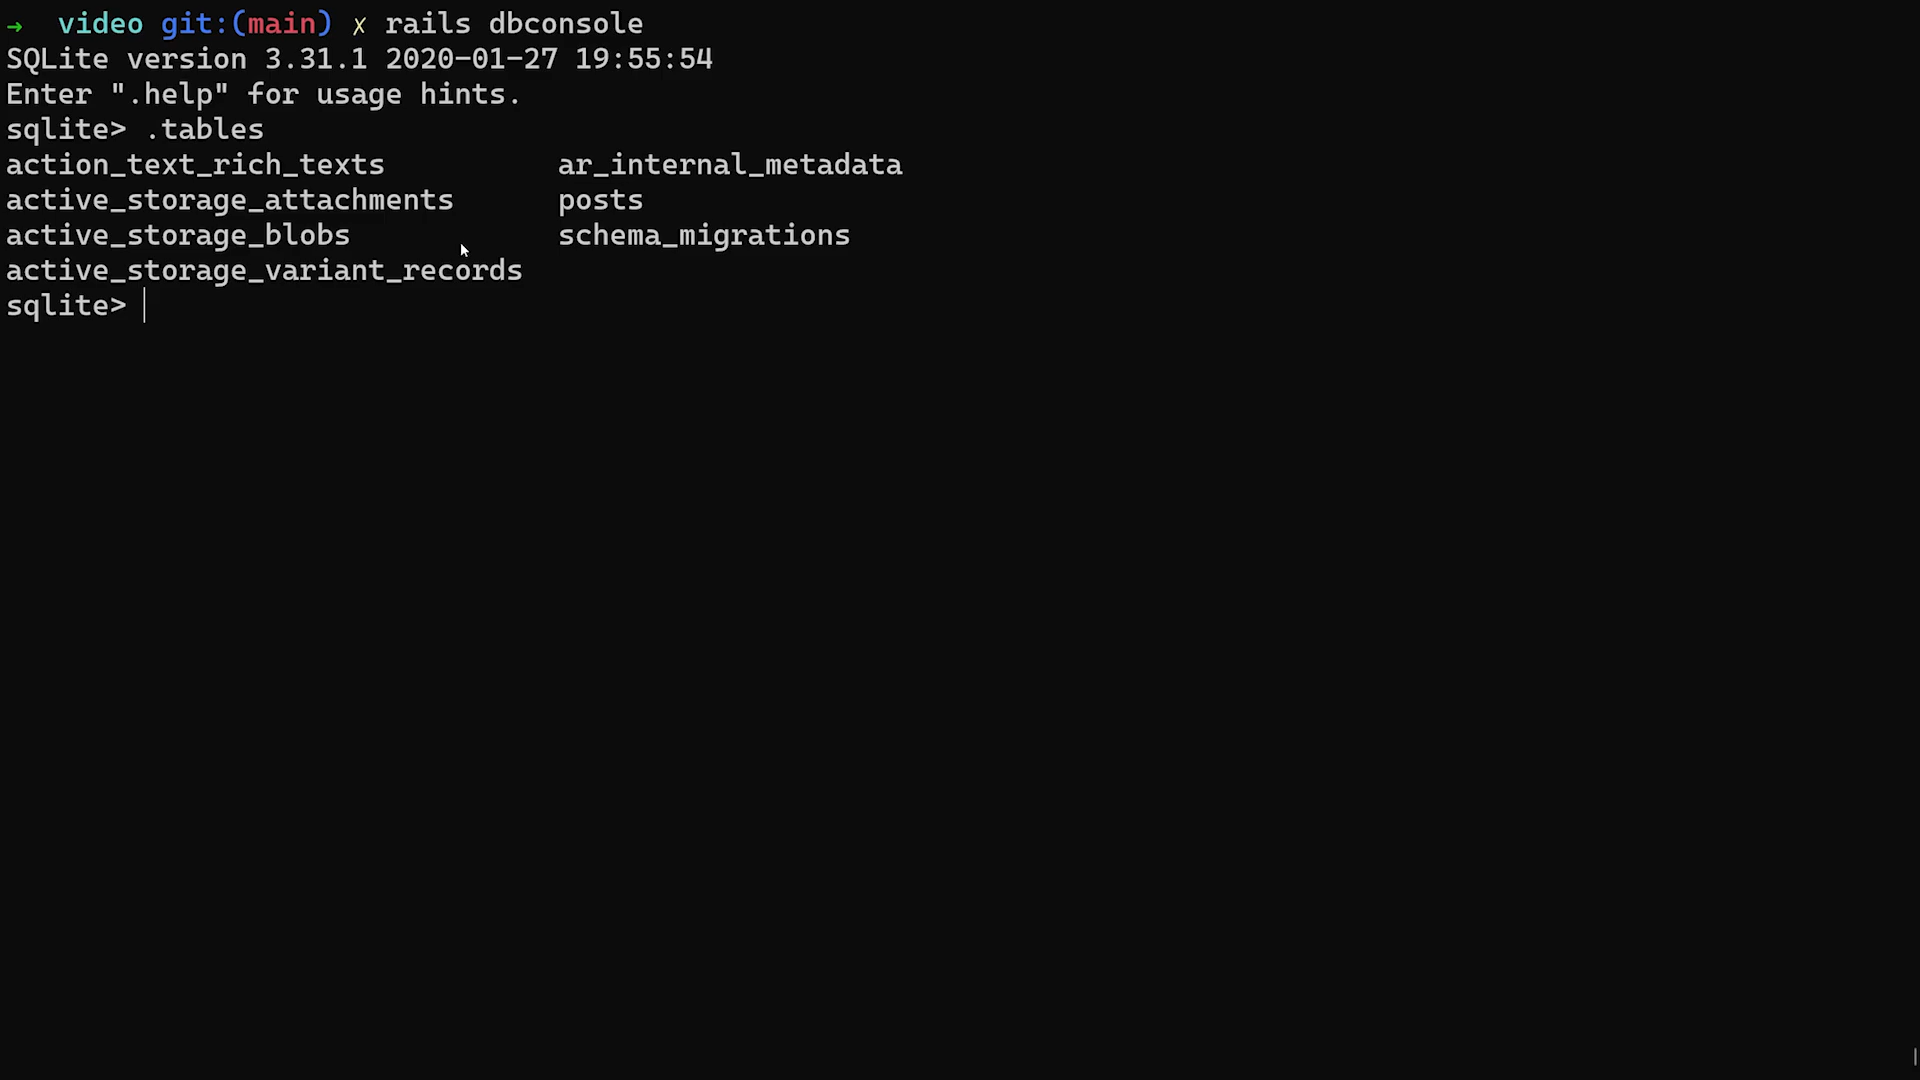 → video git:(main) ✗ rails dbconsole
SQLite version 3.31.1 2020-01-27 19:55:54
Enter ".help" for usage hints.
sqlite> .tables
action_text_rich_texts          ar_internal_metadata
active_storage_attachments      posts
active_storage_blobs            schema_migrations
active_storage_variant_records
sqlite>